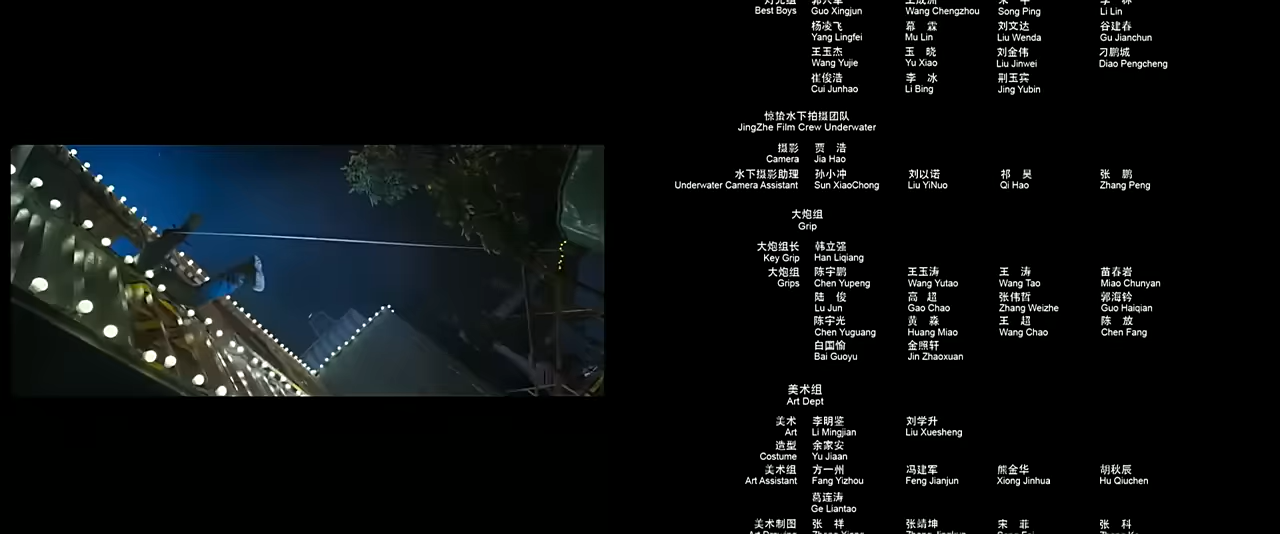 Best Boys Guo Xingjun Wang Chengzhou Song Ping Li Lin
杨凌飞 幕 霖 刘文达 谷建春
Yang Lingfei Mu Lin Liu Wenda Gu Jianchun
王玉杰 玉 晓 刘金伟 刁鹏城
Wang Yujie Yu Xiao Liu Jinwei Diao Pengcheng
崔俊浩 李 冰 荆玉宾
Cui Junhao Li Bing Jing Yubin
惊蛰水下拍摄团队
JingZhe Film Crew Underwater
摄影 贾 浩
Camera Jia Hao
水下摄影助理 孙小冲 刘以诺 祁 昊 张 鹏
Underwater Camera Assistant Sun XiaoChong Liu YiNuo Qi Hao Zhang Peng
大炮组
Grip
大炮组长 韩立强
Key Grip Han Liqiang
大炮组 陈宇鹏 王玉涛 王 涛 苗春岩
Grips Chen Yupeng Wang Yutao Wang Tao Miao Chunyan
陆 俊 高 超 张伟哲 郭海钤
Lu Jun Gao Chao Zhang Weizhe Guo Haiqian
陈宇光 黄 淼 王 超 陈 放
Chen Yuguang Huang Miao Wang Chao Chen Fang
白国愉 金照轩
Bai Guoyu Jin Zhaoxuan
美术组
Art Dept
美术 李明鉴 刘学升
Art Li Mingjian Liu Xuesheng
造型 余家安
Costume Yu Jiaan
美术组 方一州 冯建军 熊金华 胡秋辰
Art Assistant Fang Yizhou Feng Jianjun Xiong Jinhua Hu Qiuchen
葛连涛
Ge Liantao
美术制图 张 祥 张靖坤 宋 菲 张 科